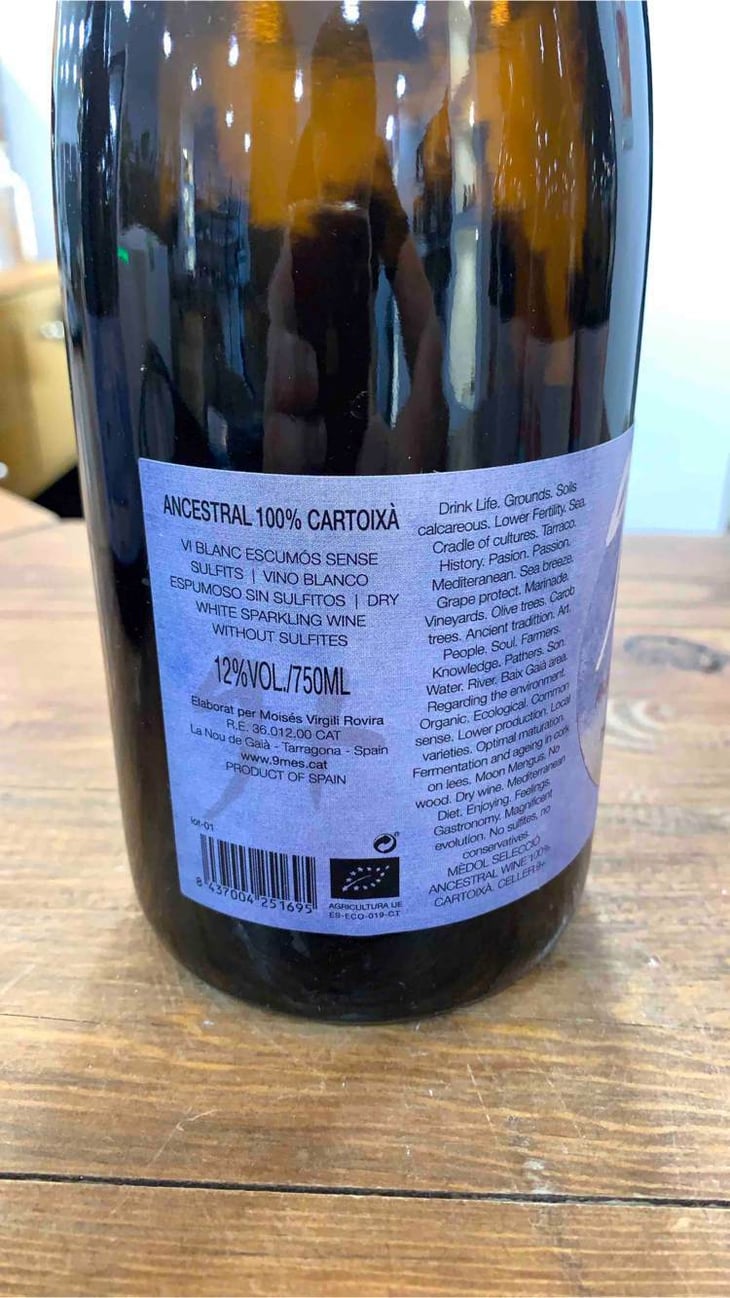 ANCESTRAL 100% CARTOIXÀ
VI BLANC ESCUMÓS SENSE
SULFITS | VINO BLANCO
ESPUMOSO SIN SULFITOS | DRY
WHITE SPARKLING WINE
WITHOUT SULFITES
12%VOL./750ML
Elaborat per Moisés Virgili Rovira
R.E. 36.012.00 CAT
La Nou de Gaià - Tarragona - Spain
www.9mes.cat
PRODUCT OF SPAIN
lot-01
8 437004 251695
AGRICULTURA UE
ES-ECO-019-CT
Drink Life. Grounds. Soils
calcareous. Lower Fertility. Sea.
Cradle of cultures. Tarraco.
History. Pasion. Passion.
Mediteranean. Sea breeze.
Grape protect. Marinade.
Vineyards. Olive trees. Carob
trees. Ancient tradition. Art.
People. Soul. Farmers.
Knowledge. Pathers. Son.
Water. River. Baix Gaià area.
Regarding the environment.
Organic. Ecological. Common
sense. Lower production. Local
varieties. Optimal maturation.
Fermentation and ageing in cork
on lees. Moon Mengus. No
wood. Dry wine. Mediterranean
Diet. Enjoying. Feelings.
Gastronomy. Magnificent
evolution. No sulfites, no
conservatives.
MÈDOL SELECCIÓ
ANCESTRAL WINE 100%
CARTOIXÀ. CELLER 9+